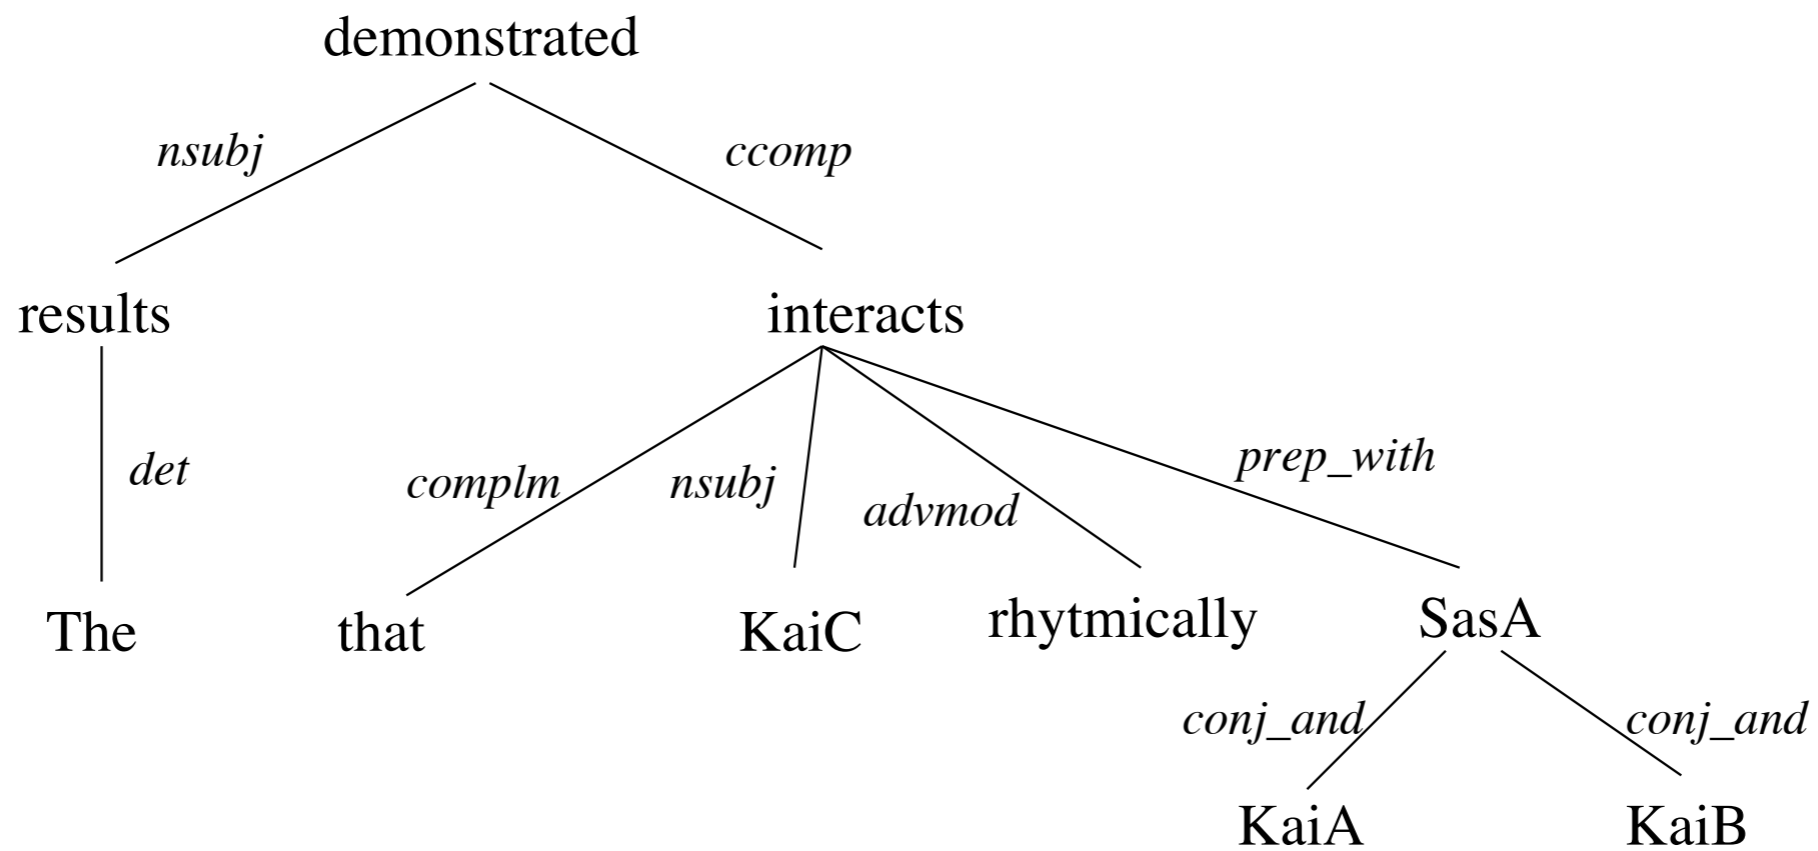 demonstrated
nsubj ccomp
results interacts
det complm nsubj advmod prep_with
The that KaiC rhytmically SasA
conj_and conj_and
KaiA KaiB